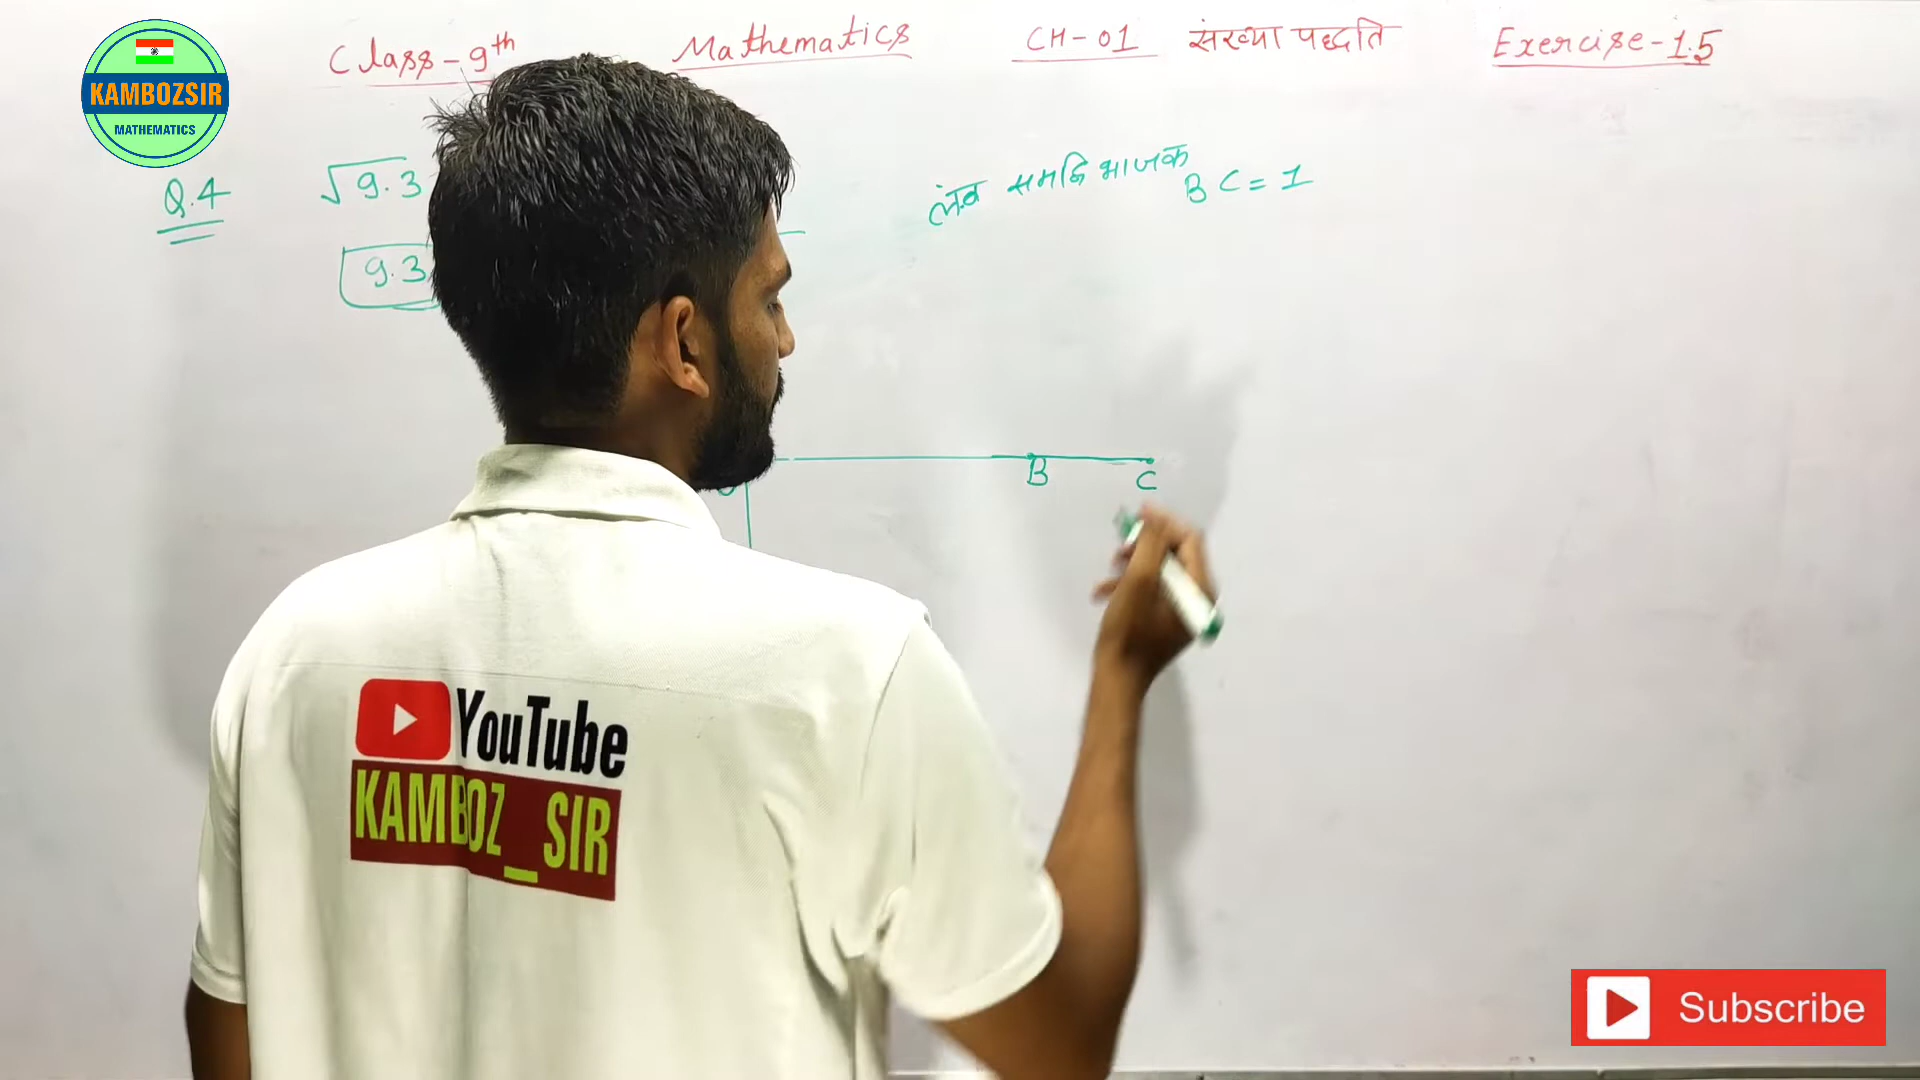 Class-9th Mathematics CH-01 संख्या पद्धति Exercise-1.5
KAMBOZSIR
MATHEMATICS
Q.4 √9.3
लंब समद्वि भाजक
BC=1
9.3
B C
YouTube
KAMBOZ_SIR
Subscribe